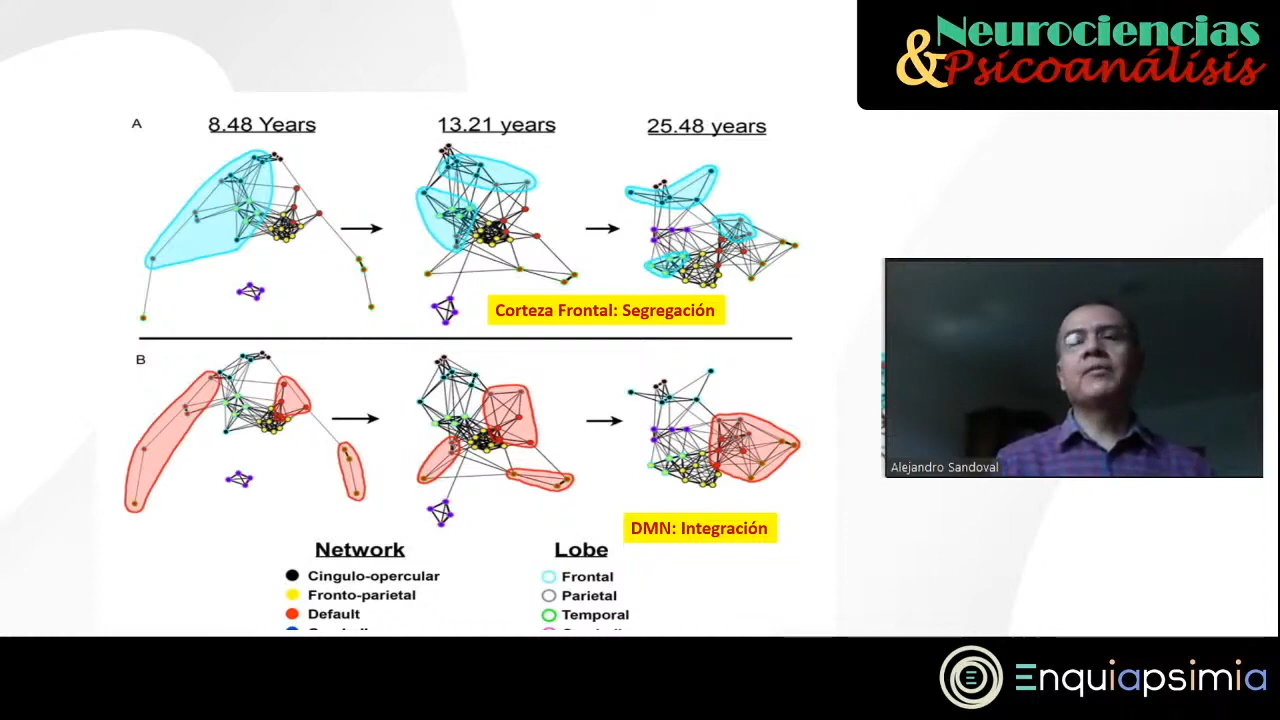 Neurociencias
& Psicoanálisis
A
8.48 Years
13.21 years
25.48 years
Corteza Frontal: Segregación
B
DMN: Integración
Network
Cingulo-opercular
Fronto-parietal
Default
Lobe
Frontal
Parietal
Temporal
Alejandro Sandoval
Enquiapsimia